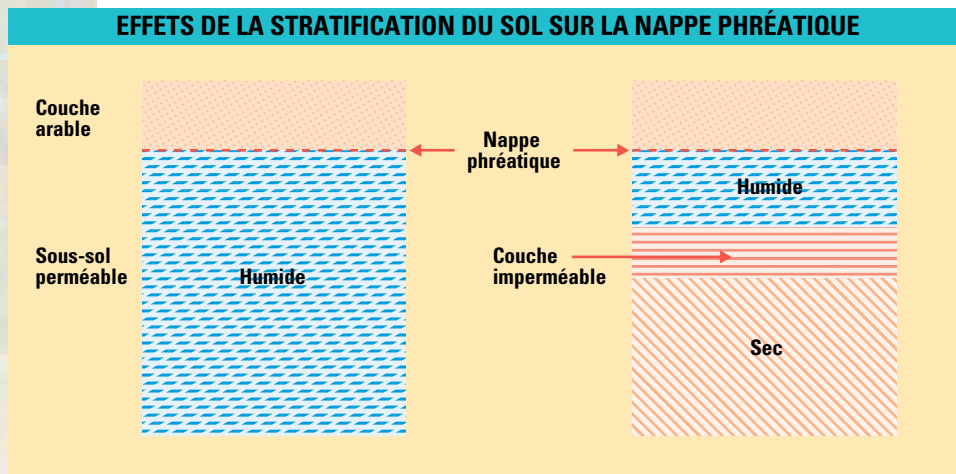 EFFETS DE LA STRATIFICATION DU SOL SUR LA NAPPE PHRÉATIQUE
Couche
arable
Nappe
phréatique
Humide
Sous-sol
perméable
Humide
Couche
imperméable
Sec